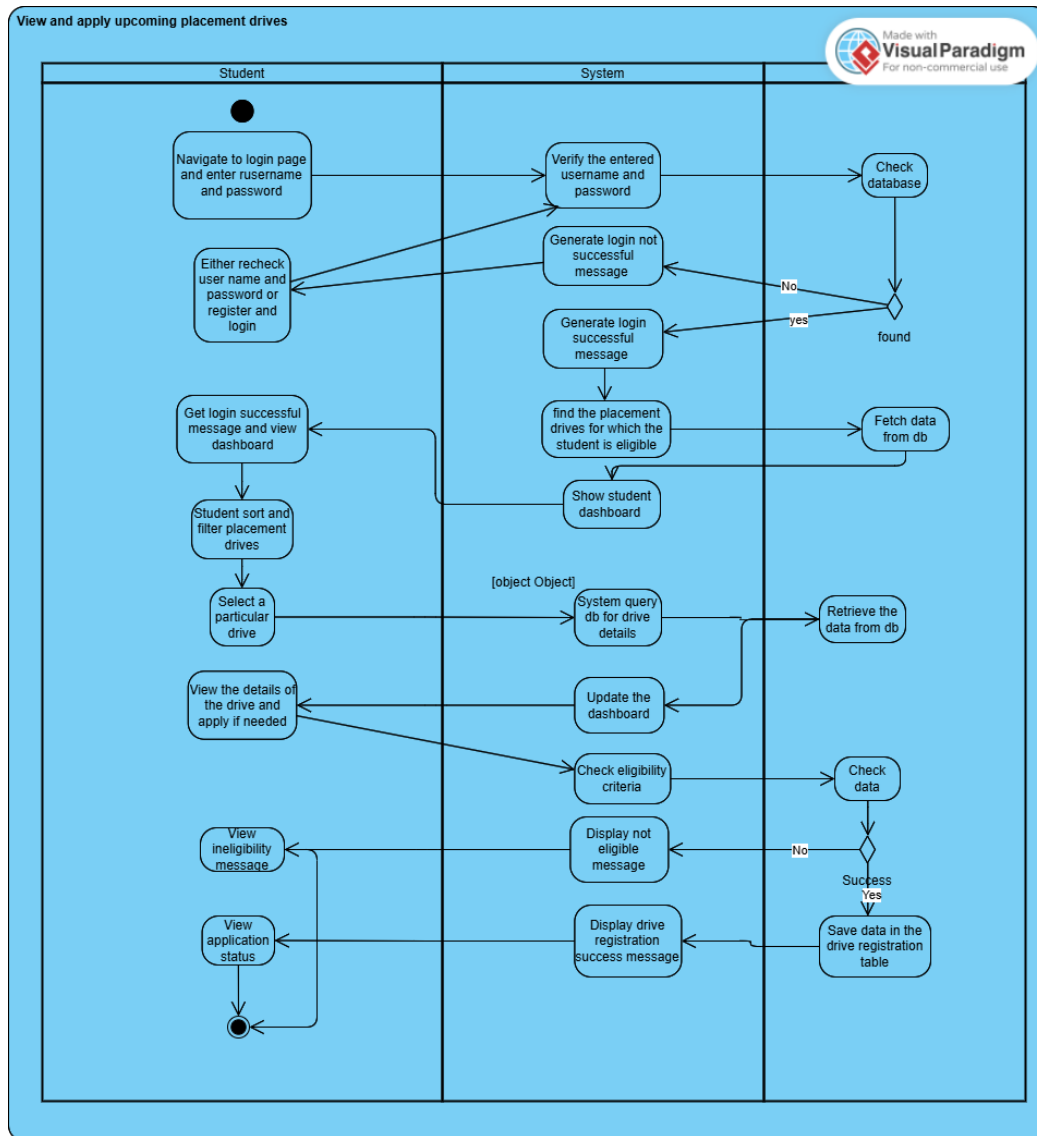 View and apply upcoming placement drives
Made with
Visual Paradigm
For non-commercial use
Student
System
Navigate to login page
and enter rusername
and password
Verify the entered
username and
password
Check
database
Generate login not
successful
message
Either recheck
user name and
password or
register and
login
No
yes
found
Generate login
successful
message
Get login successful
message and view
dashboard
find the placement
drives for which the
student is eligible
Fetch data
from db
Show student
dashboard
Student sort and
filter placement
drives
[object Object]
Select a
particular
drive
System query
db for drive
details
Retrieve the
data from db
View the details of
the drive and
apply if needed
Update the
dashboard
Check eligibility
criteria
Check
data
View
ineligibility
message
Display not
eligible
message
No
Success
Yes
View
application
status
Display drive
registration
success message
Save data in the
drive registration
table